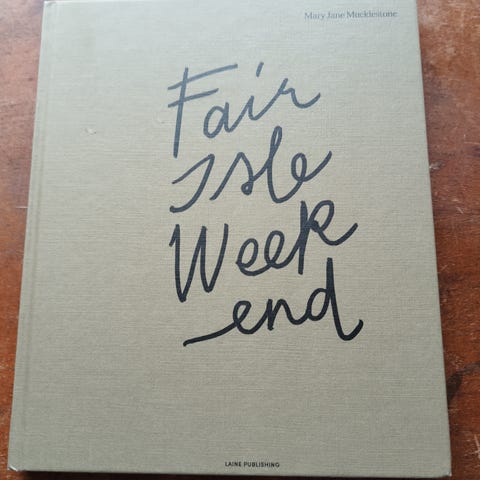 Mary Jane Mucklestone
Fair
Isle
Week
end
LAINE PUBLISHING